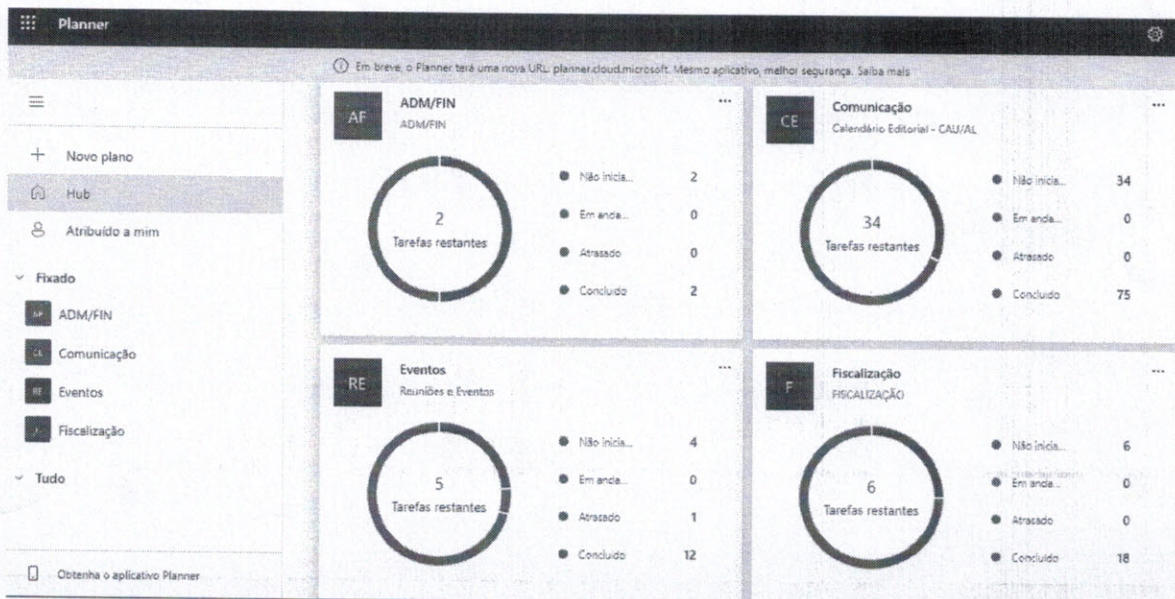 Planner
Em breve, o Planner terá uma nova URL: planner.cloud.microsoft. Mesmo aplicativo, melhor segurança. Saiba mais
Novo plano
Hub
Atribuído a mim
Fixado
AF ADM/FIN
CE Comunicação
RE Eventos
F Fiscalização
Tudo
Obtenha o aplicativo Planner
AF
ADM/FIN
ADM/FIN
2
Tarefas restantes
Não inicia... 2
Em anda... 0
Atrasado 0
Concluído 2
CE
Comunicação
Calendário Editorial - CAU/AL
34
Tarefas restantes
Não inicia... 34
Em anda... 0
Atrasado 0
Concluído 75
RE
Eventos
Reuniões e Eventos
5
Tarefas restantes
Não inicia... 4
Em anda... 0
Atrasado 1
Concluído 12
F
Fiscalização
FISCALIZAÇÃO
6
Tarefas restantes
Não inicia... 6
Em anda... 0
Atrasado 0
Concluído 18